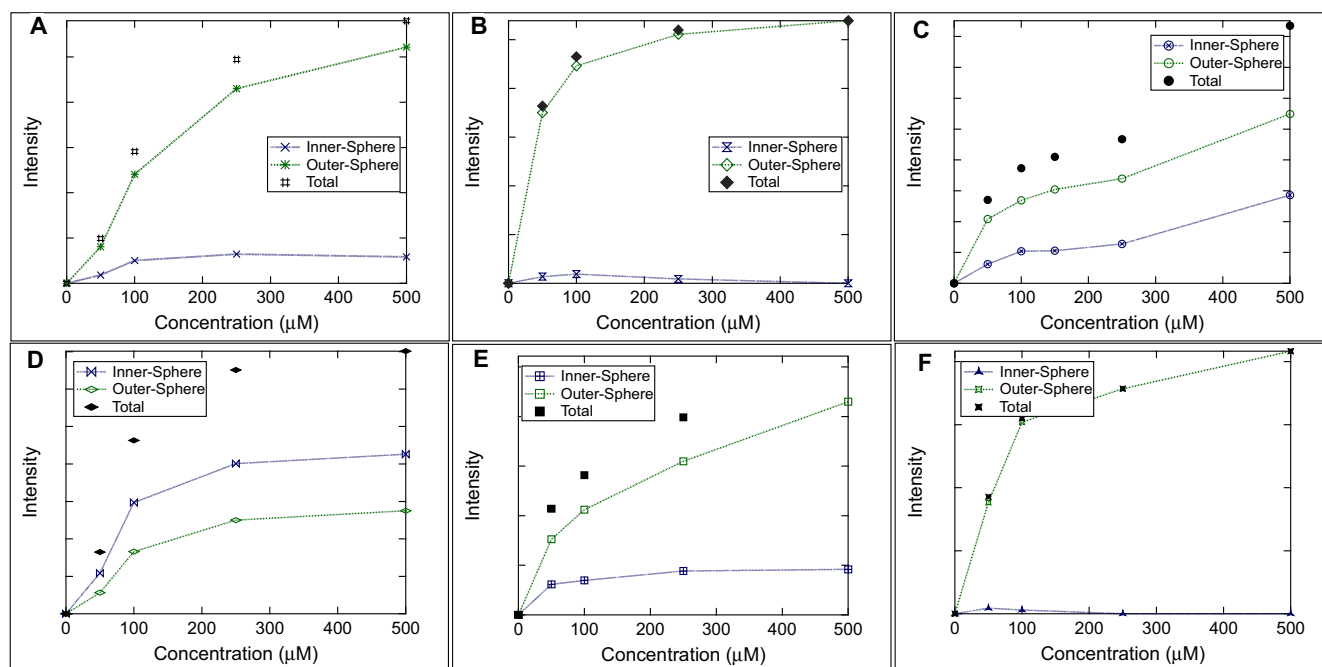 A
Intensity
Inner-Sphere
Outer-Sphere
Total
0 100 200 300 400 500
Concentration (μM)
B
Intensity
Inner-Sphere
Outer-Sphere
Total
0 100 200 300 400 500
Concentration (μM)
C
Intensity
Inner-Sphere
Outer-Sphere
Total
0 100 200 300 400 500
Concentration (μM)
D
Intensity
Inner-Sphere
Outer-Sphere
Total
0 100 200 300 400 500
Concentration (μM)
E
Intensity
Inner-Sphere
Outer-Sphere
Total
0 100 200 300 400 500
Concentration (μM)
F
Intensity
Inner-Sphere
Outer-Sphere
Total
0 100 200 300 400 500
Concentration (μM)